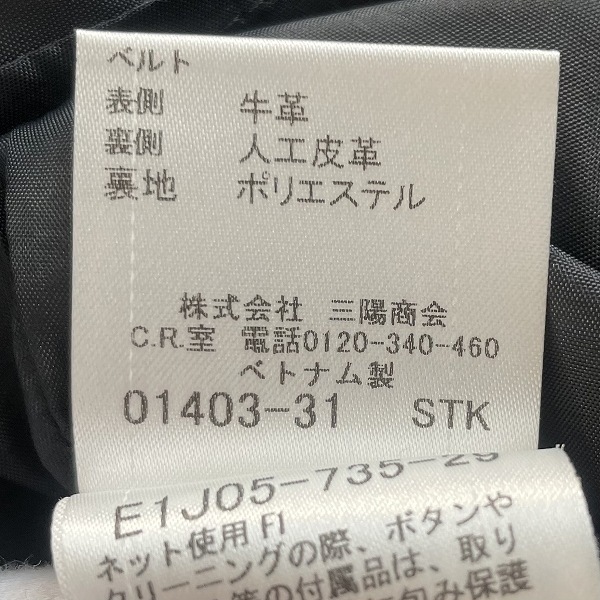 ベルト
表側 牛革
裏側 人工皮革
裏地 ポリエステル
株式会社 三陽商会
C.R.室 電話0120-340-460
ベトナム製
01403-31 STK
E1J05-735-29
ネット使用 F1
クリーニングの際、ボタンや
等の付属品は、取り
包み保護